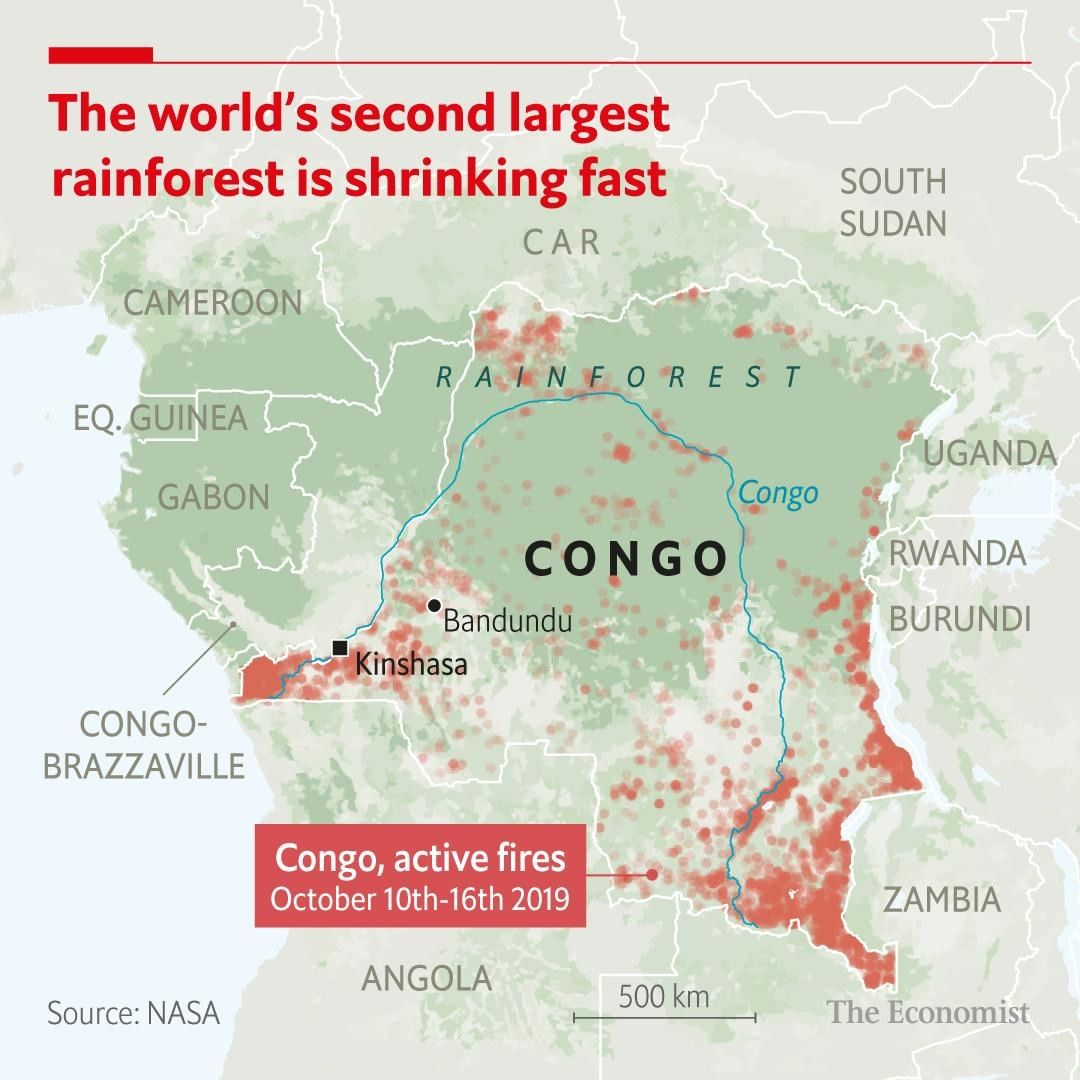 The world's second largest
rainforest is shrinking fast
SOUTH
SUDAN
CAR
CAMEROON
RAINFOREST
EQ. GUINEA
UGANDA
GABON
Congo
CONGO
RWANDA
BURUNDI
Bandundu
Kinshasa
CONGO-
BRAZZAVILLE
Congo, active fires
October 10th-16th 2019
ZAMBIA
ANGOLA
500 km
Source: NASA
The Economist